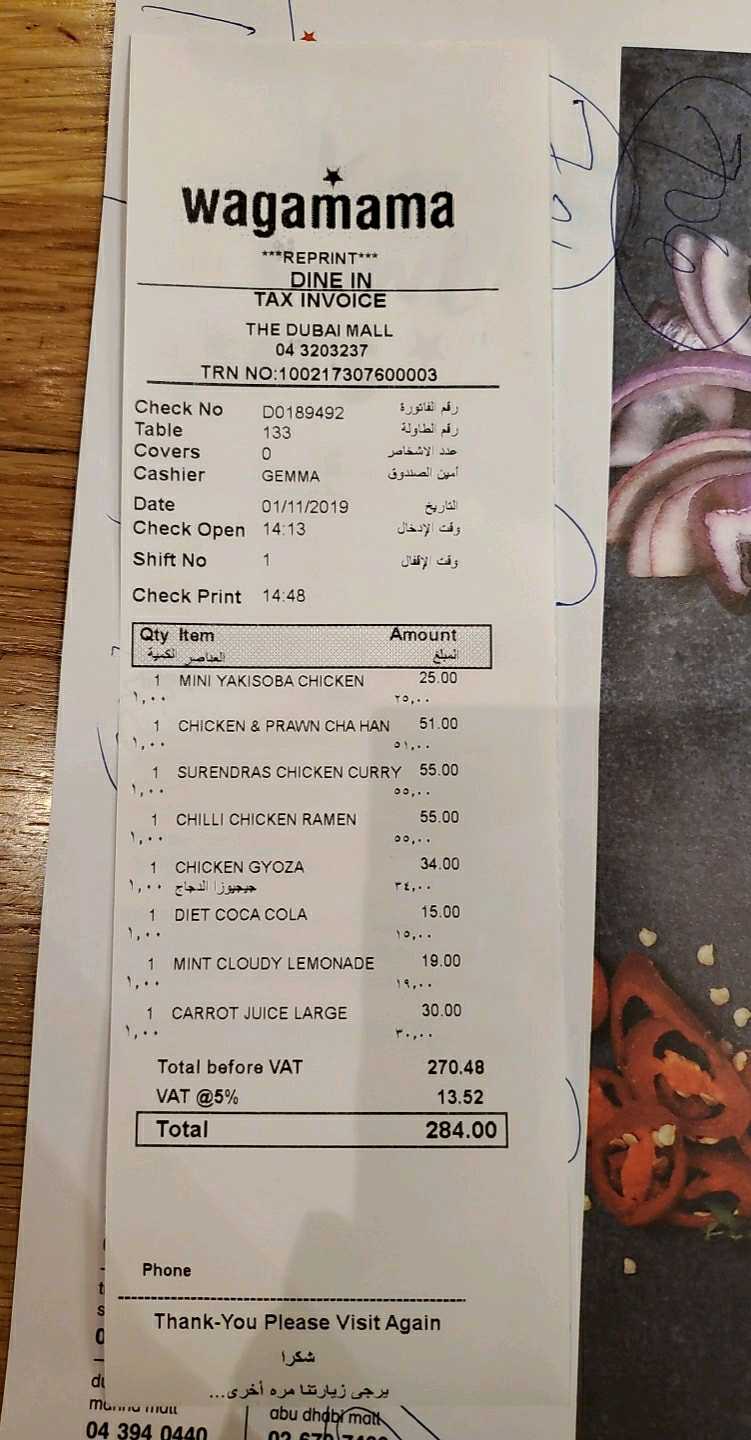 wagamama
***REPRINT***
DINE IN
TAX INVOICE
THE DUBAI MALL
04 3203237
TRN NO:100217307600003
Check No D0189492 رقم الفاتورة
Table 133 رقم الطاولة
Covers 0 عدد الاشخاصر
Cashier GEMMA أمين الصندوق
Date 01/11/2019 التاريخ
Check Open 14:13 وقت الإدخال
Shift No 1 وقت الإقفال
Check Print 14:48
Qty Item Amount
الكمية العناصر المبلغ
1 MINI YAKISOBA CHICKEN 25.00
١,٠٠ ٢٥,٠٠
1 CHICKEN & PRAWN CHA HAN 51.00
١,٠٠ ٥١,٠٠
1 SURENDRAS CHICKEN CURRY 55.00
١,٠٠ ٥٥,٠٠
1 CHILLI CHICKEN RAMEN 55.00
١,٠٠ ٥٥,٠٠
1 CHICKEN GYOZA 34.00
١,٠٠ جيجيوزا الدجاج ٣٤,٠٠
1 DIET COCA COLA 15.00
١,٠٠ ١٥,٠٠
1 MINT CLOUDY LEMONADE 19.00
١,٠٠ ١٩,٠٠
1 CARROT JUICE LARGE 30.00
١,٠٠ ٣٠,٠٠
Total before VAT 270.48
VAT @5% 13.52
Total 284.00
Phone
Thank-You Please Visit Again
شكرا
يرجى زيارتنا مره أخرى...
abu dhabi mall
04 394 0440